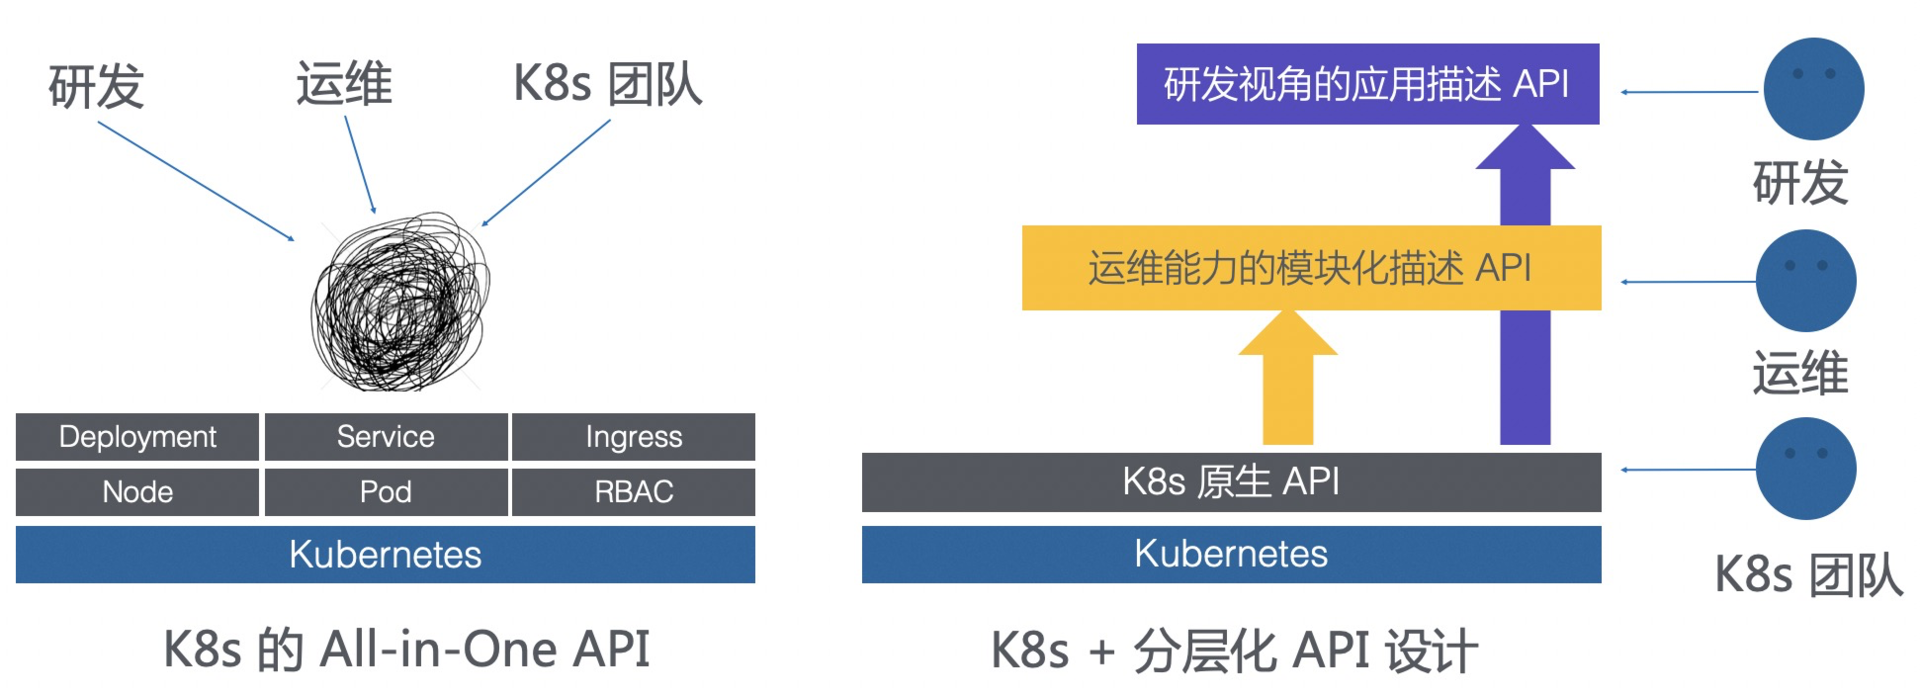 研发
运维
K8s 团队
Deployment
Service
Ingress
Node
Pod
RBAC
Kubernetes
K8s 的 All-in-One API
研发视角的应用描述 API
研发
运维能力的模块化描述 API
运维
K8s 原生 API
Kubernetes
K8s 团队
K8s + 分层化 API 设计